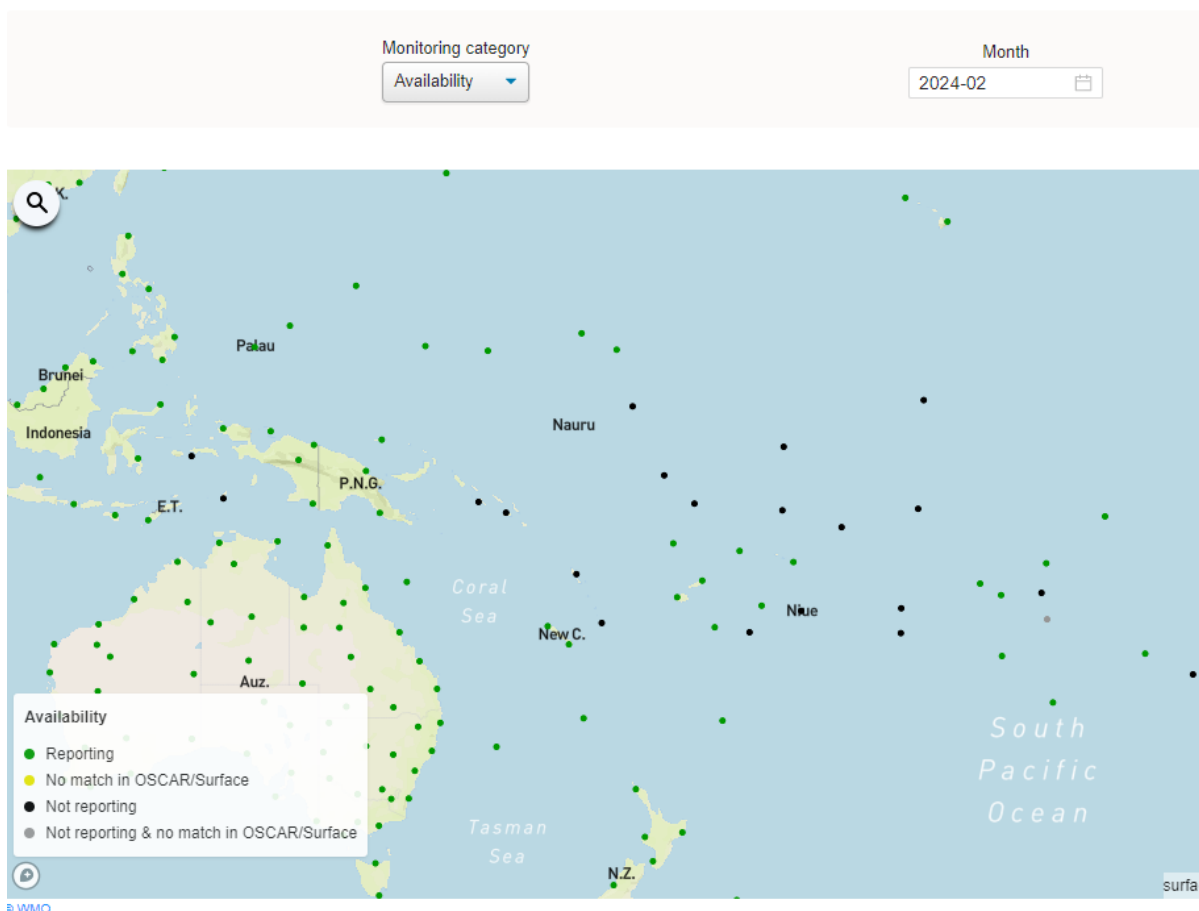 Monitoring category
Month
Availability
2024-02
K.
Palau
Brunei
Nauru
Indonesia
P.N.G.
E.T.
Coral
Sea
Niue
New C.
Auz.
Availability
Reporting
No match in OSCAR/Surface
Not reporting
Not reporting & no match in OSCAR/Surface
South
Pacific
Ocean
Tasman
Sea
N.Z.
surfa
© WMO